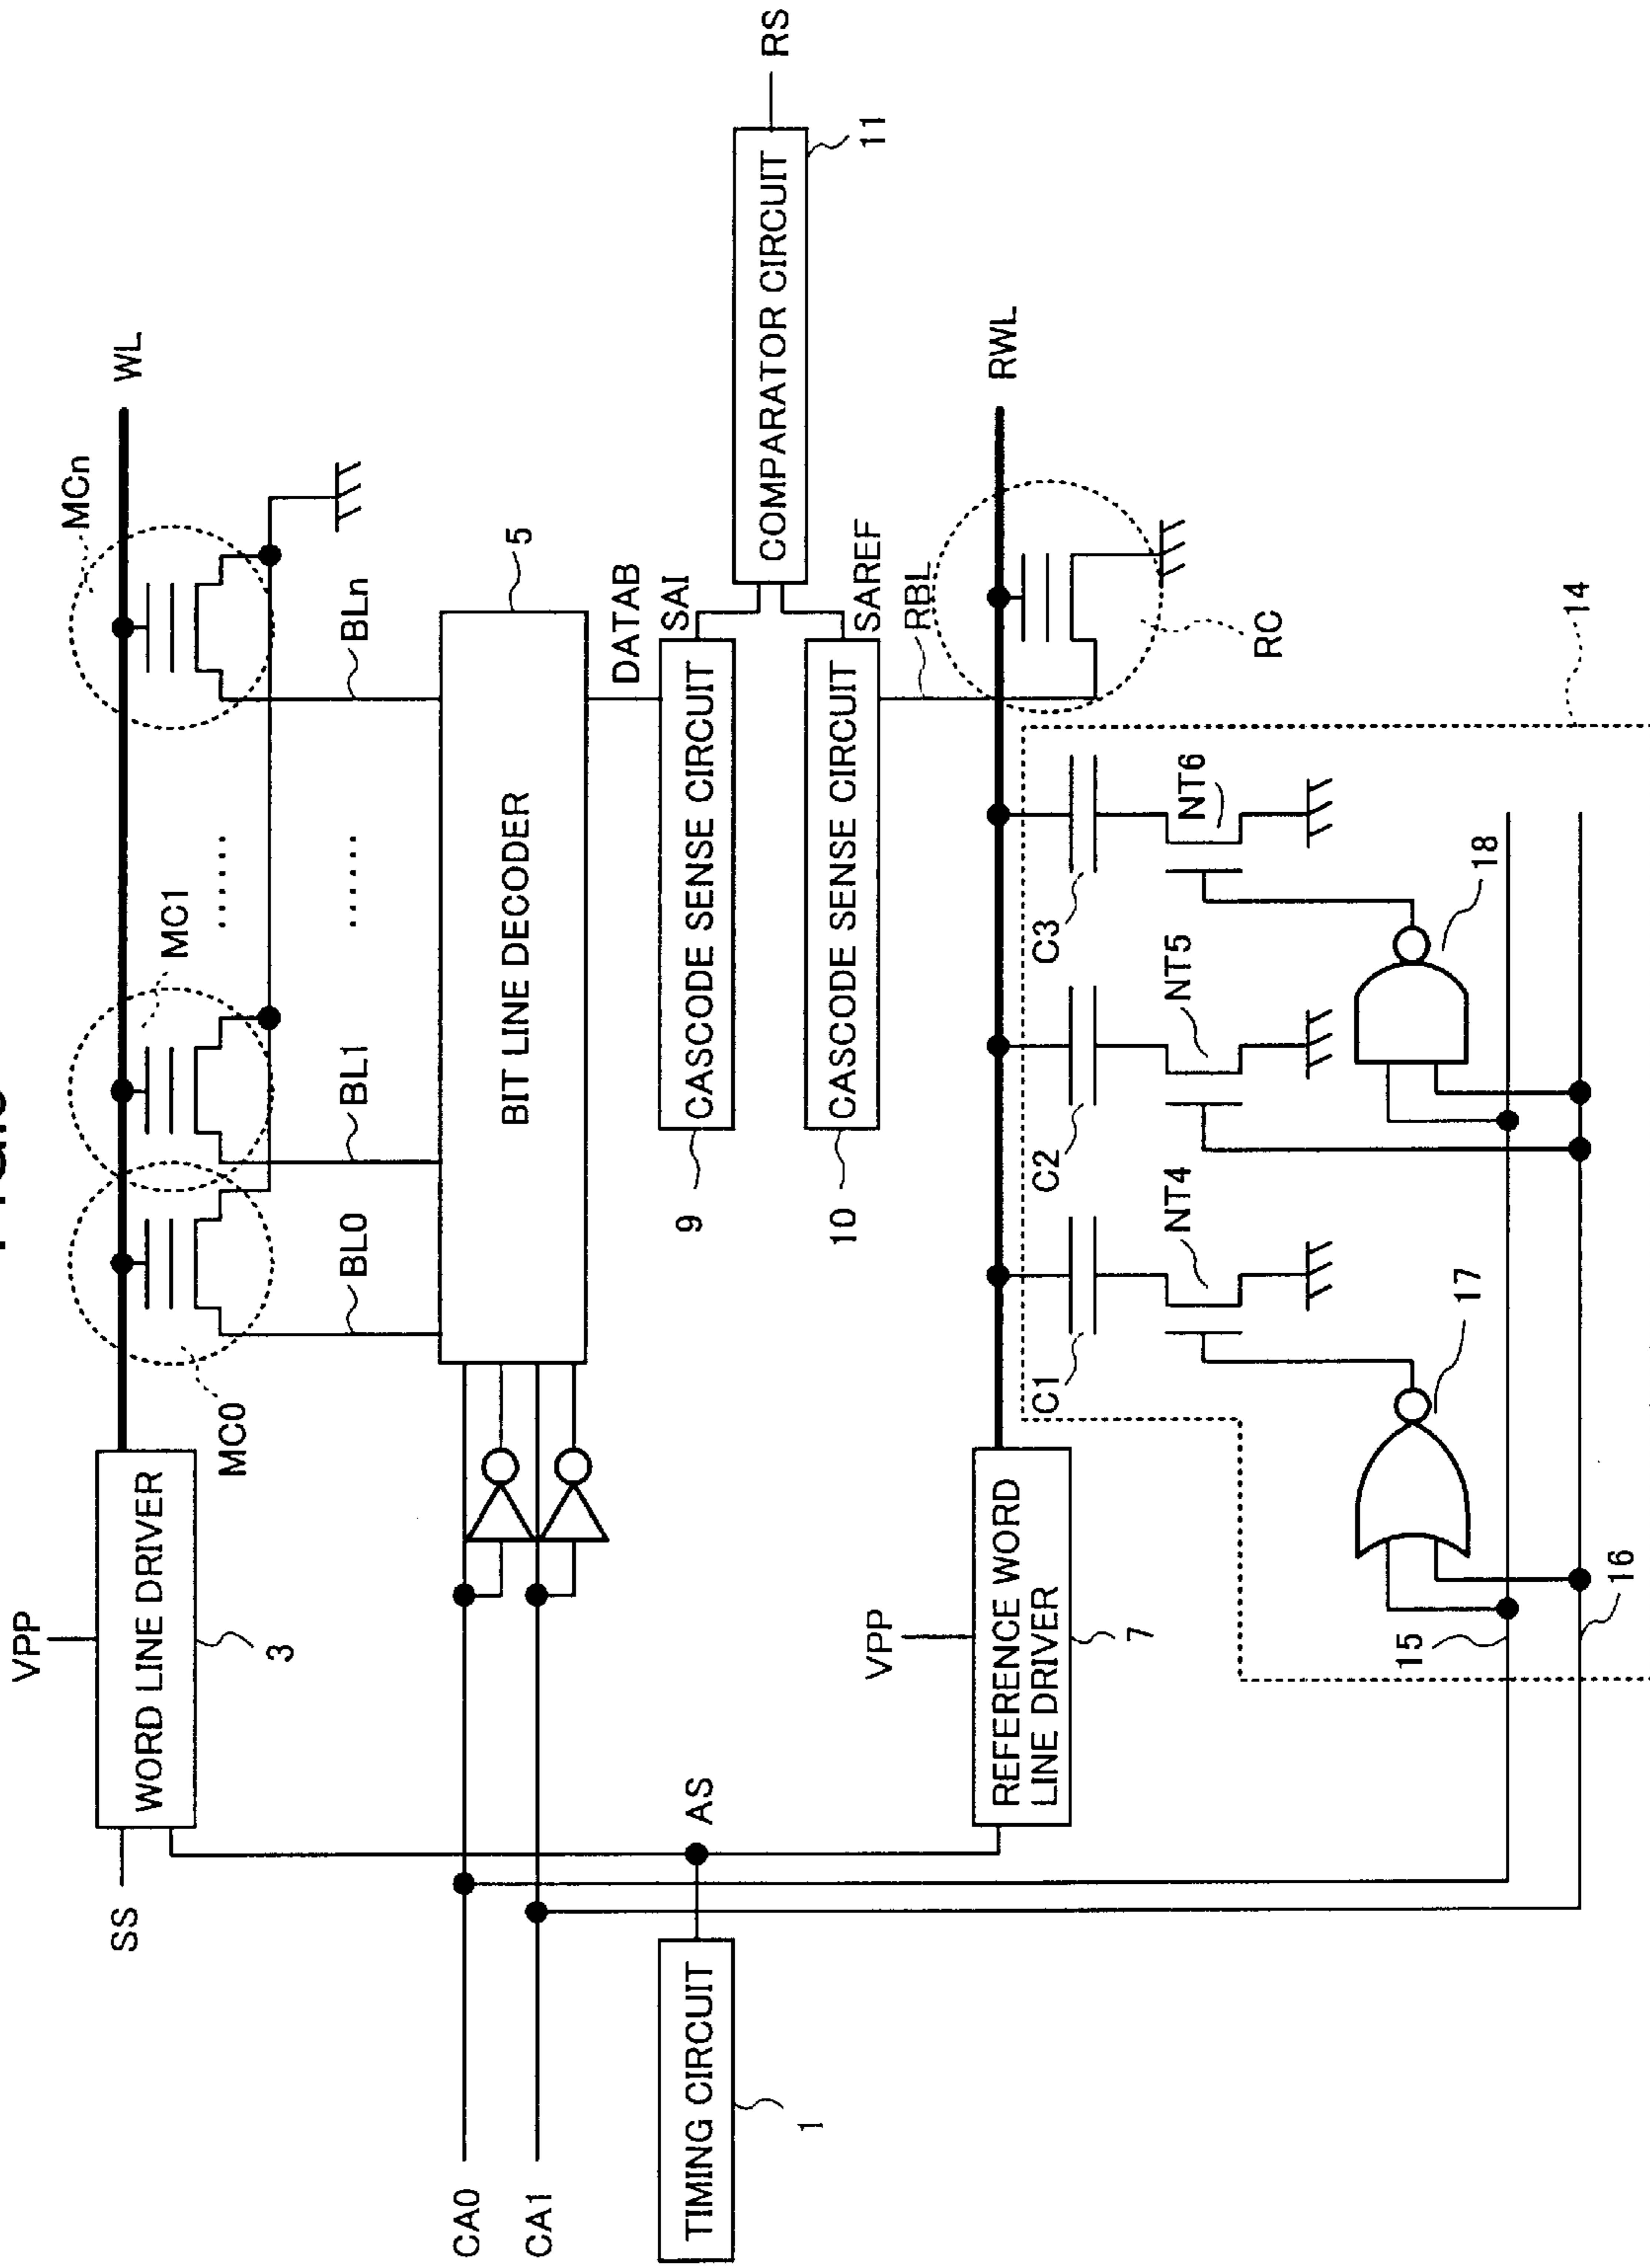 VPP
SS
WORD LINE DRIVER
3
MC0
MC1
MCn
WL
BL0
BL1
BLn
......
......
CA0
CA1
BIT LINE DECODER
5
DATAB
TIMING CIRCUIT
1
AS
9
CASCODE SENSE CIRCUIT
SAI
10
CASCODE SENSE CIRCUIT
SAREF
RBL
COMPARATOR CIRCUIT
11
RS
VPP
REFERENCE WORD
LINE DRIVER
7
RWL
RC
C1
C2
C3
NT4
NT5
NT6
17
18
14
15
16